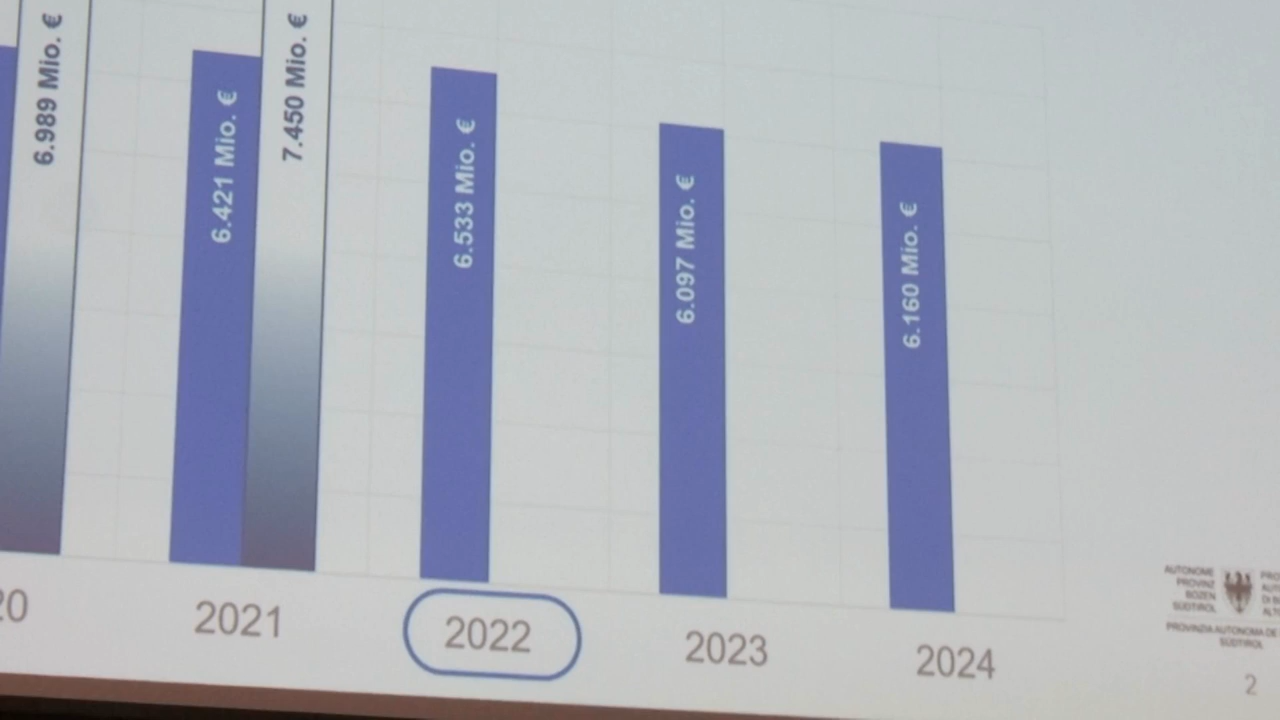 6.989 Mio. €
6.421 Mio. €
7.450 Mio. €
6.533 Mio. €
6.097 Mio. €
6.160 Mio. €
20
2021
2022
2023
2024
AUTONOME
PROVINZ
BOZEN
SÜDTIROL
PROVINZIA AUTONOMA DE
SÜDTIROL
2